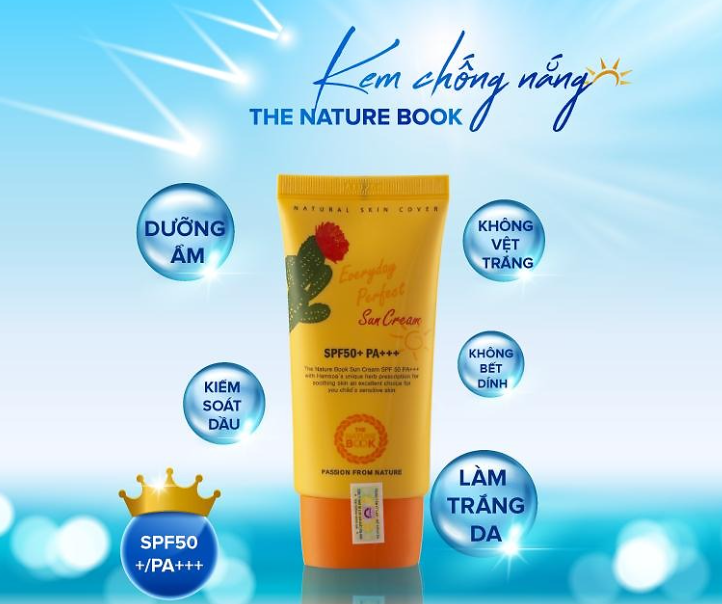 Kem chống nắng
THE NATURE BOOK
NATURAL SKIN COVER
DƯỠNG
ẨM
KHÔNG
VỆT
TRẮNG
Everyday
Perfect
Sun Cream
SPF50+ PA+++
The Nature Book Sun Cream SPF 50 PA+++
with Hamsoa's unique herb prescription for
soothing skin as excellent choice for
you child's sensitive skin
KHÔNG
BẾT
DÍNH
KIỂM
SOÁT
DẦU
THE
NATURE
BOOK
PASSION FROM NATURE
LÀM
TRẮNG
DA
SPF50
+/PA+++